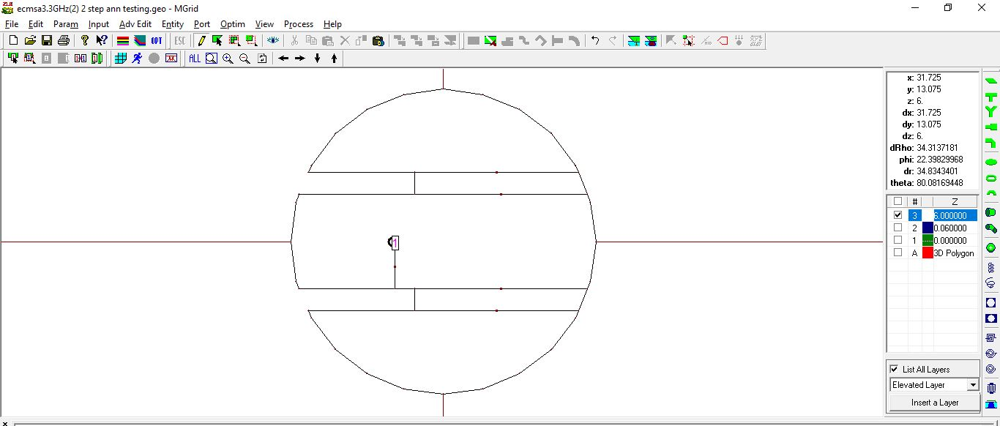 ecmsa3.3GHz(2) 2 step ann testing.geo - MGrid
File Edit Param Input Adv Edit Entity Port Optim View Process Help
OPT ESC
ALL
1
x: 31.725
y: 13.075
z: 6.
dx: 31.725
dy: 13.075
dz: 6.
dRho: 34.3137181
phi: 22.39829968
dr: 34.8343401
theta: 80.08169448
# Z
3 6.000000
2 0.060000
1 0.000000
A 3D Polygon
List All Layers
Elevated Layer
Insert a Layer